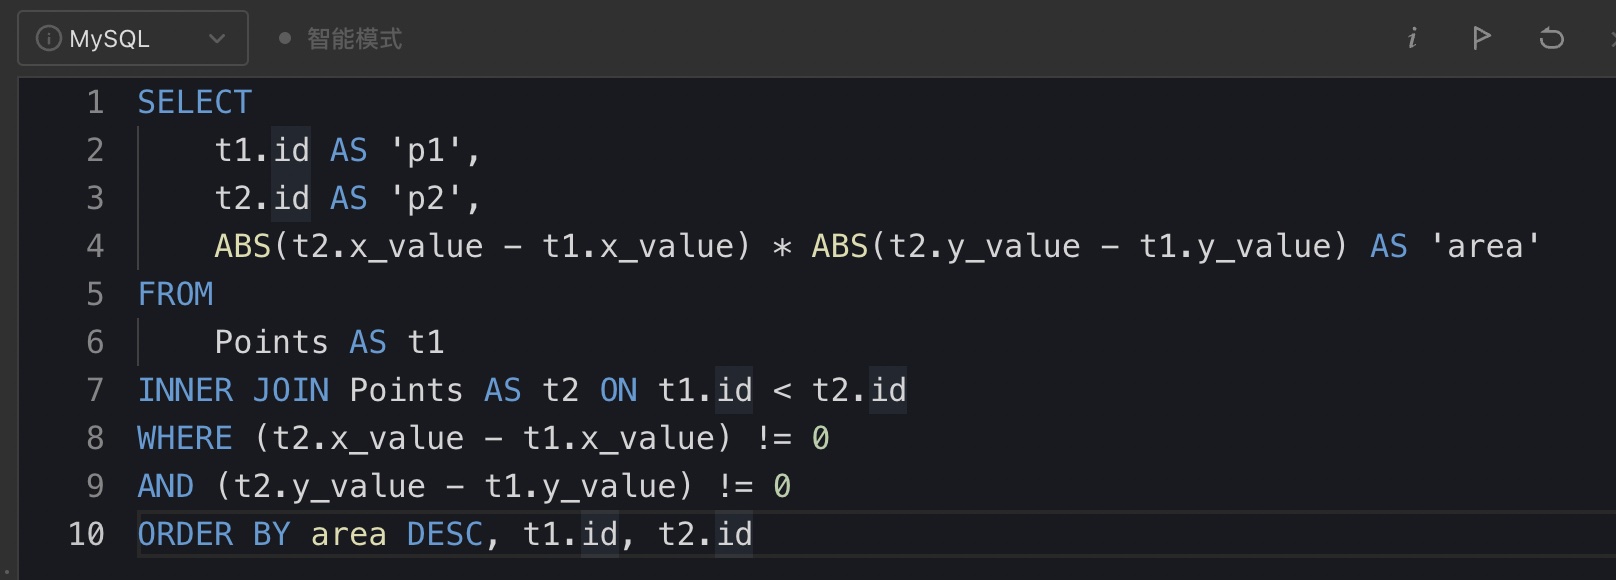 MySQL 智能模式
1 SELECT
2 t1.id AS 'p1',
3 t2.id AS 'p2',
4 ABS(t2.x_value - t1.x_value) * ABS(t2.y_value - t1.y_value) AS 'area'
5 FROM
6 Points AS t1
7 INNER JOIN Points AS t2 ON t1.id < t2.id
8 WHERE (t2.x_value - t1.x_value) != 0
9 AND (t2.y_value - t1.y_value) != 0
10 ORDER BY area DESC, t1.id, t2.id